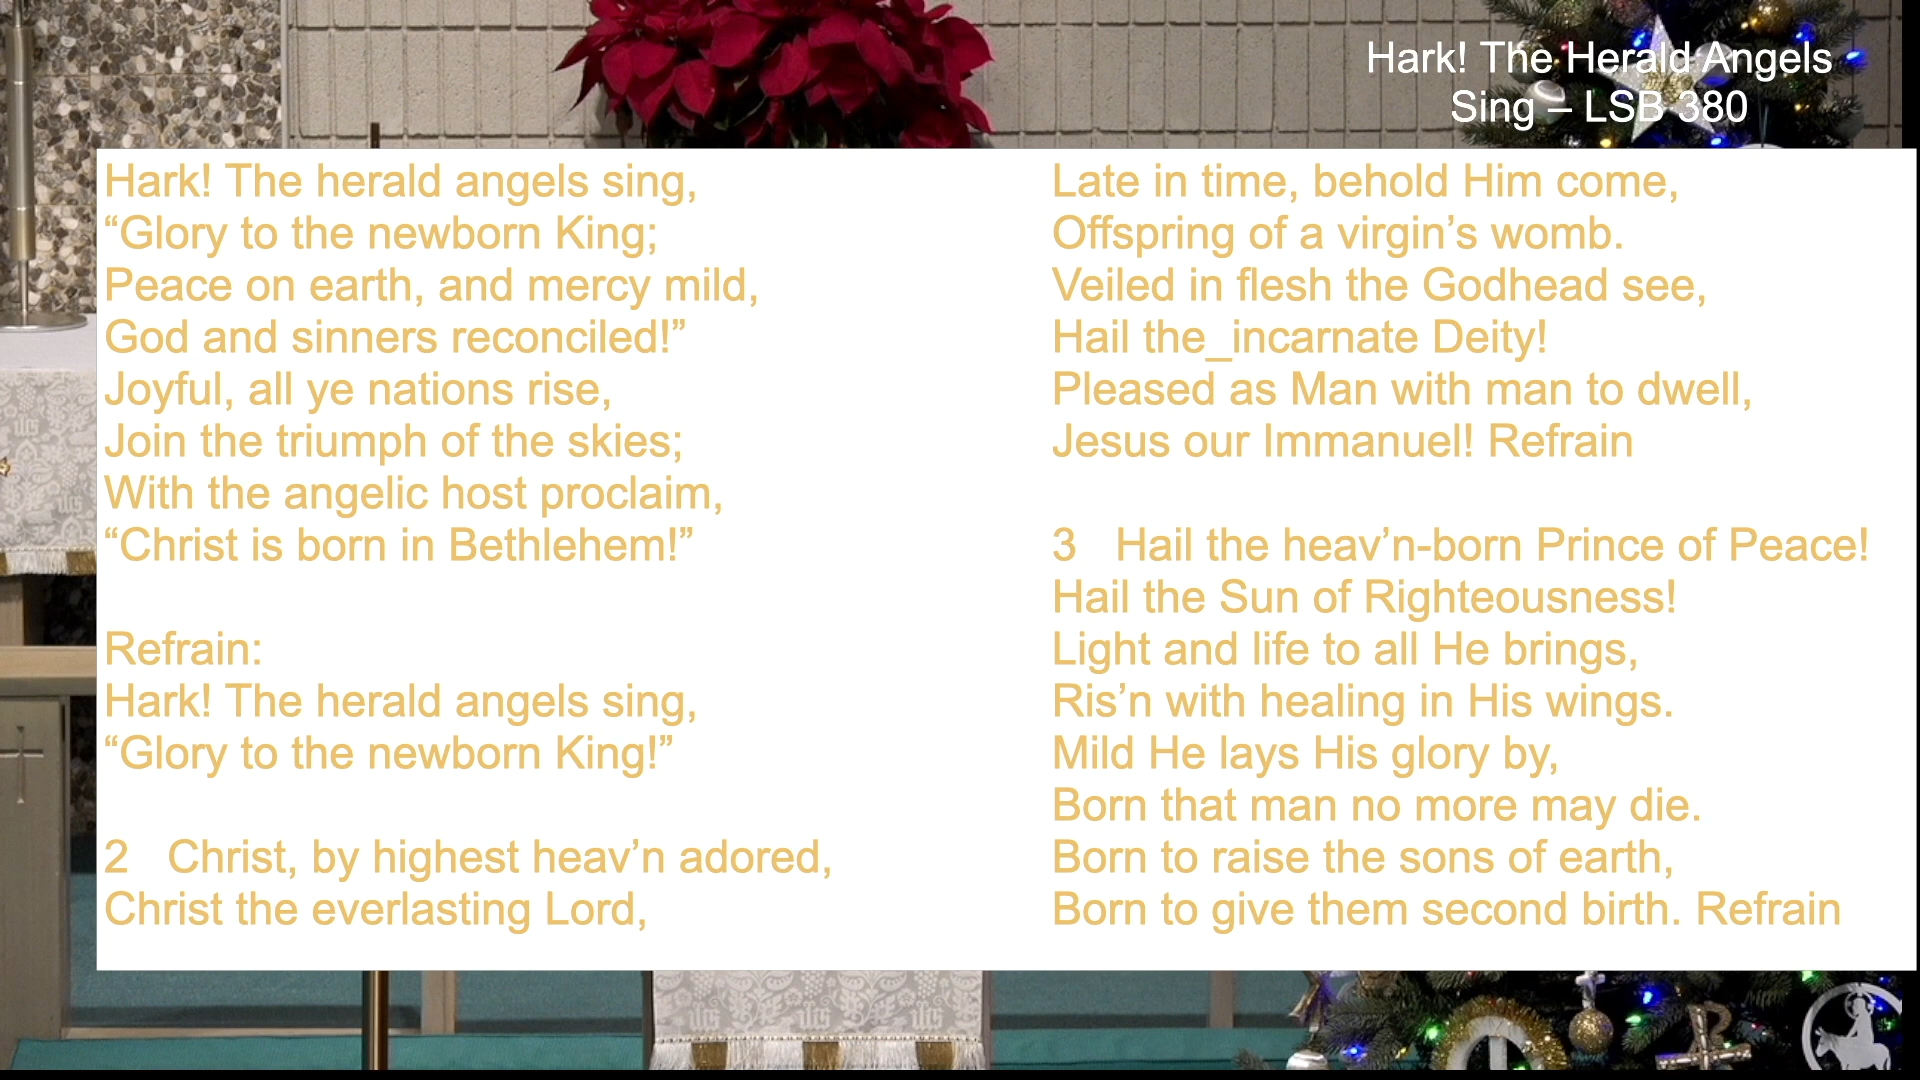 Hark! The Herald Angels
Sing – LSB 380
Hark! The herald angels sing,
“Glory to the newborn King;
Peace on earth, and mercy mild,
God and sinners reconciled!”
Joyful, all ye nations rise,
Join the triumph of the skies;
With the angelic host proclaim,
“Christ is born in Bethlehem!”
Refrain:
Hark! The herald angels sing,
“Glory to the newborn King!”
2 Christ, by highest heav’n adored,
Christ the everlasting Lord,
Late in time, behold Him come,
Offspring of a virgin’s womb.
Veiled in flesh the Godhead see,
Hail the_incarnate Deity!
Pleased as Man with man to dwell,
Jesus our Immanuel! Refrain
3 Hail the heav’n-born Prince of Peace!
Hail the Sun of Righteousness!
Light and life to all He brings,
Ris’n with healing in His wings.
Mild He lays His glory by,
Born that man no more may die.
Born to raise the sons of earth,
Born to give them second birth. Refrain